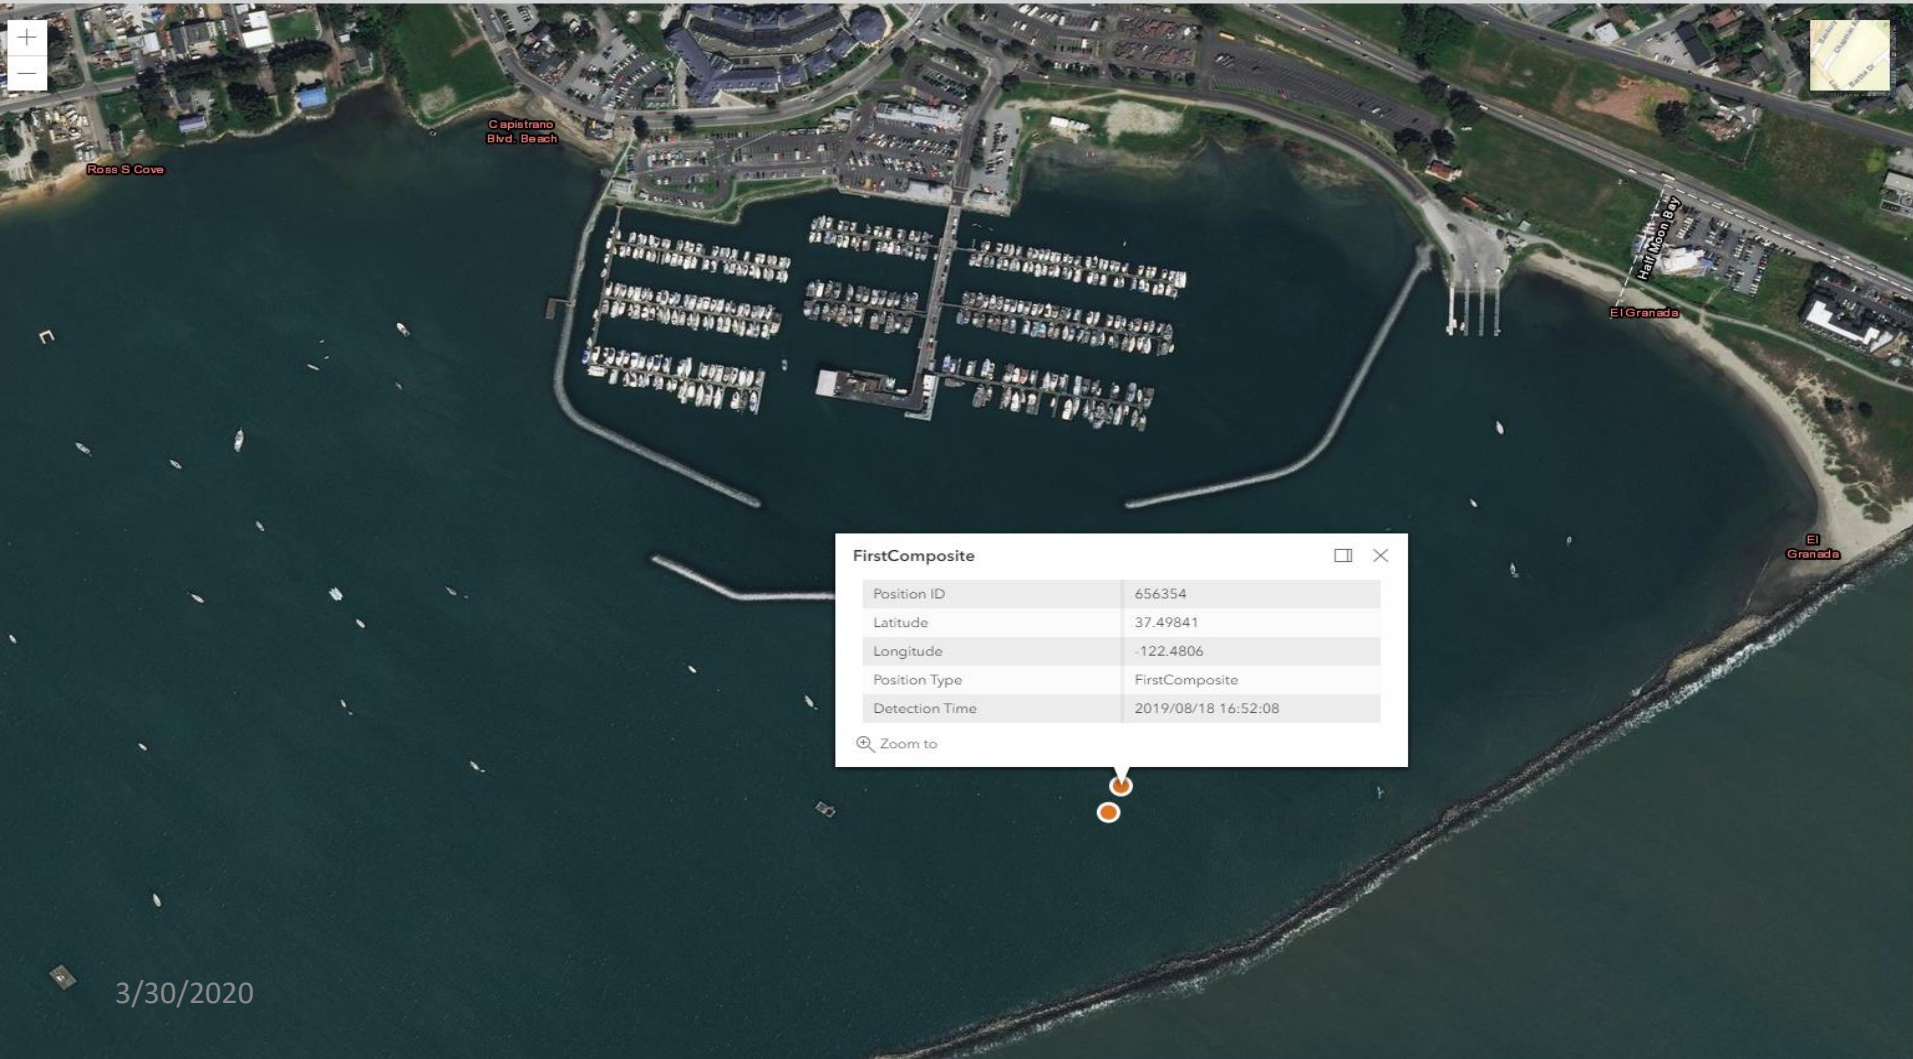 +
Capistrano
Blvd. Beach
Ross S Cove
Half Moon Bay
El Granada
El
Granada
FirstComposite
Position ID 656354
Latitude 37.49841
Longitude -122.4806
Position Type FirstComposite
Detection Time 2019/08/18 16:52:08
Zoom to
3/30/2020